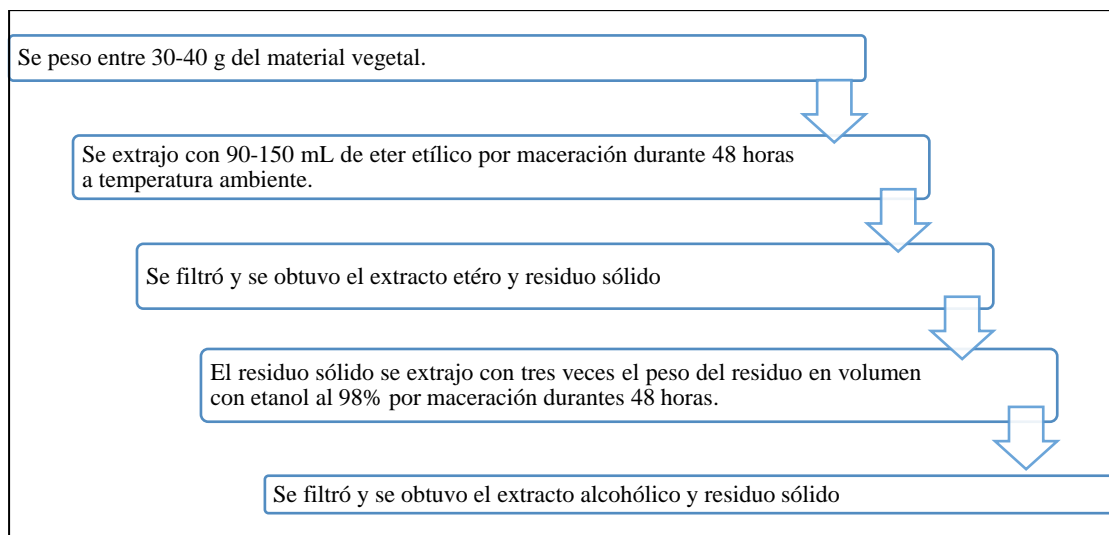 Se peso entre 30-40 g del material vegetal.
Se extrajo con 90-150 mL de eter etílico por maceración durante 48 horas
a temperatura ambiente.
Se filtró y se obtuvo el extracto etéro y residuo sólido
El residuo sólido se extrajo con tres veces el peso del residuo en volumen
con etanol al 98% por maceración durantes 48 horas.
Se filtró y se obtuvo el extracto alcohólico y residuo sólido